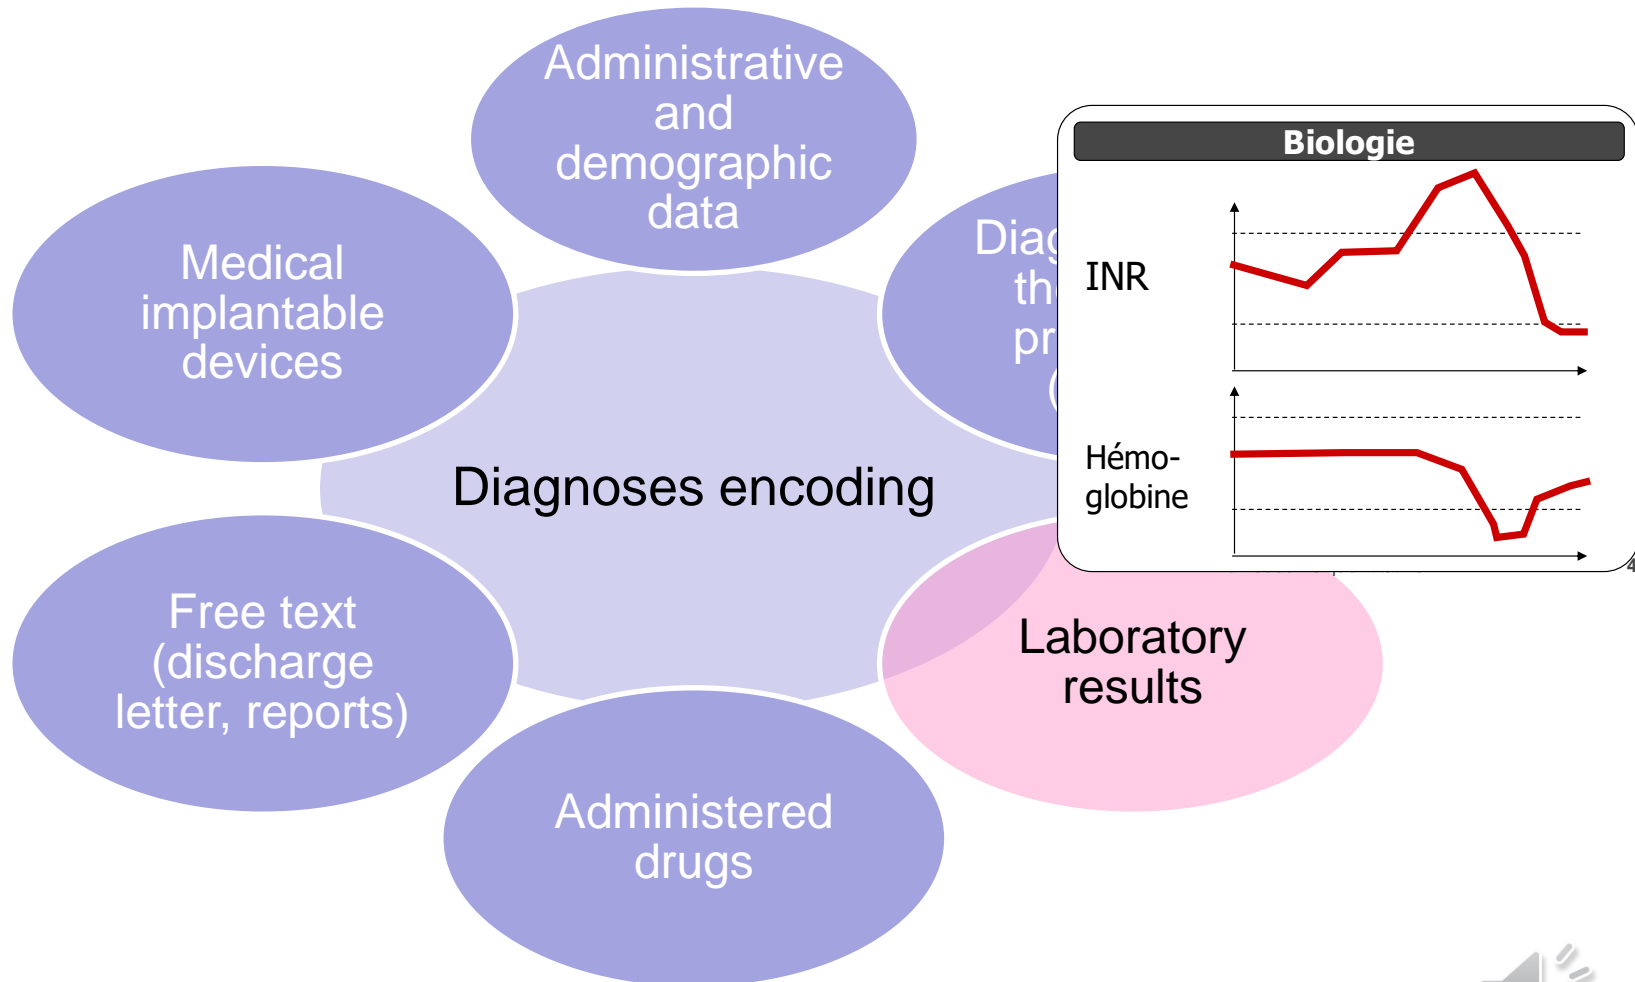 Administrative
and
demographic
data
Medical
implantable
devices
Biologie
INR
Hémo-
globine
Diagnoses encoding
Free text
(discharge
letter, reports)
Laboratory
results
Administered
drugs
4